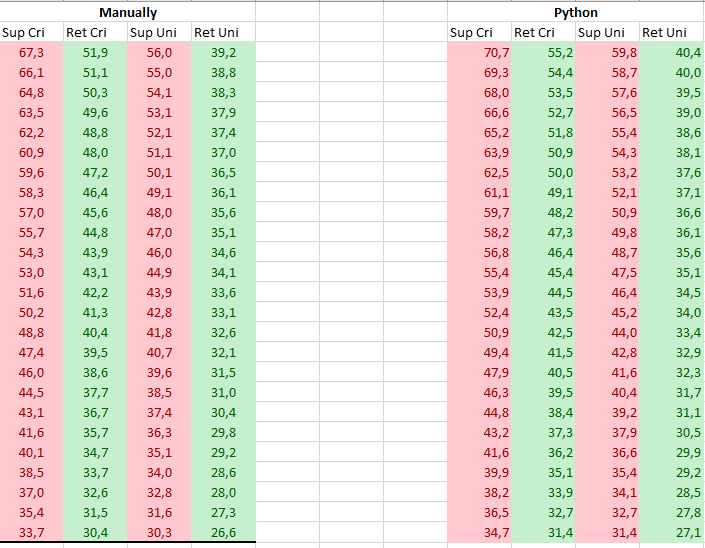 Manually Python
Sup Cri Ret Cri Sup Uni Ret Uni Sup Cri Ret Cri Sup Uni Ret Uni
67,3 51,9 56,0 39,2 70,7 55,2 59,8 40,4
66,1 51,1 55,0 38,8 69,3 54,4 58,7 40,0
64,8 50,3 54,1 38,3 68,0 53,5 57,6 39,5
63,5 49,6 53,1 37,9 66,6 52,7 56,5 39,0
62,2 48,8 52,1 37,4 65,2 51,8 55,4 38,6
60,9 48,0 51,1 37,0 63,9 50,9 54,3 38,1
59,6 47,2 50,1 36,5 62,5 50,0 53,2 37,6
58,3 46,4 49,1 36,1 61,1 49,1 52,1 37,1
57,0 45,6 48,0 35,6 59,7 48,2 50,9 36,6
55,7 44,8 47,0 35,1 58,2 47,3 49,8 36,1
54,3 43,9 46,0 34,6 56,8 46,4 48,7 35,6
53,0 43,1 44,9 34,1 55,4 45,4 47,5 35,1
51,6 42,2 43,9 33,6 53,9 44,5 46,4 34,5
50,2 41,3 42,8 33,1 52,4 43,5 45,2 34,0
48,8 40,4 41,8 32,6 50,9 42,5 44,0 33,4
47,4 39,5 40,7 32,1 49,4 41,5 42,8 32,9
46,0 38,6 39,6 31,5 47,9 40,5 41,6 32,3
44,5 37,7 38,5 31,0 46,3 39,5 40,4 31,7
43,1 36,7 37,4 30,4 44,8 38,4 39,2 31,1
41,6 35,7 36,3 29,8 43,2 37,3 37,9 30,5
40,1 34,7 35,1 29,2 41,6 36,2 36,6 29,9
38,5 33,7 34,0 28,6 39,9 35,1 35,4 29,2
37,0 32,6 32,8 28,0 38,2 33,9 34,1 28,5
35,4 31,5 31,6 27,3 36,5 32,7 32,7 27,8
33,7 30,4 30,3 26,6 34,7 31,4 31,4 27,1